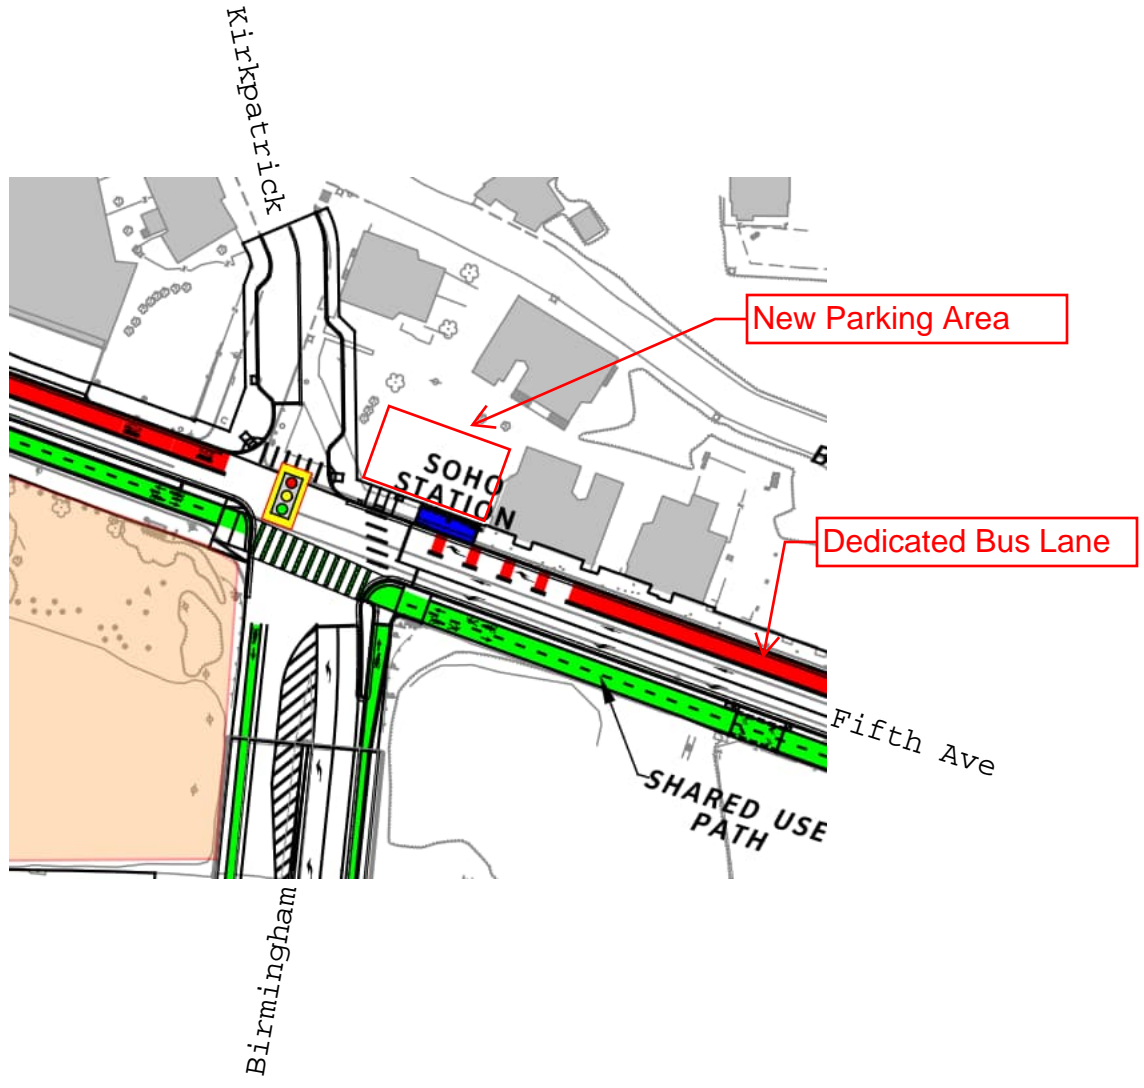 Kirkpatrick
New Parking Area
SOHO
STATION
B
Dedicated Bus Lane
Fifth Ave
SHARED USE
PATH
Birmingham